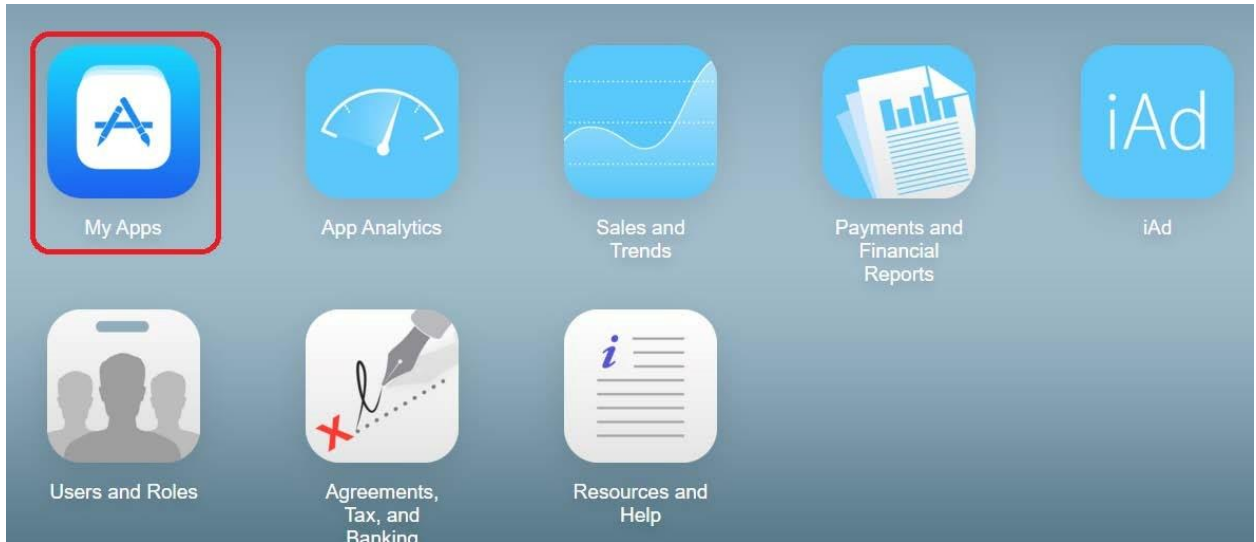 My Apps
App Analytics
Sales and
Trends
Payments and
Financial
Reports
iAd
iAd
Users and Roles
Agreements,
Tax, and
Banking
i
Resources and
Help